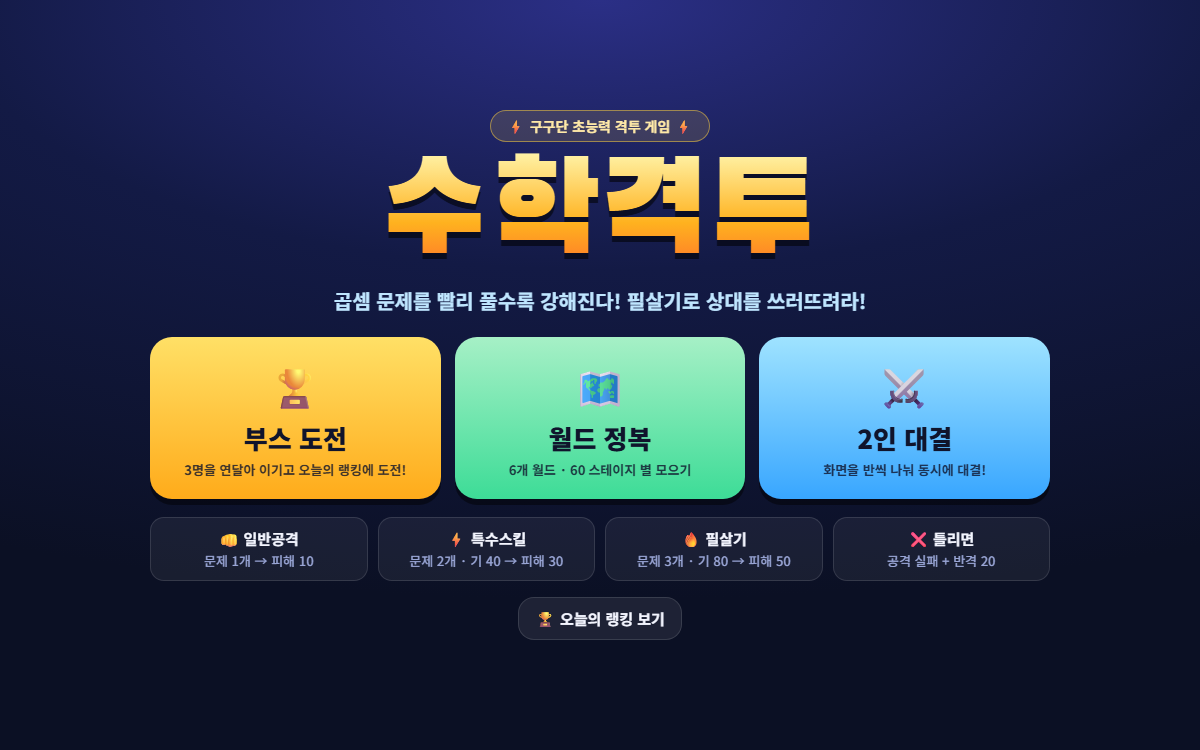 구구단 초능력 격투 게임
수학격투
곱셈 문제를 빨리 풀수록 강해진다! 필살기로 상대를 쓰러뜨려라!
부스 도전
3명을 연달아 이기고 오늘의 랭킹에 도전!
월드 정복
6개 월드 · 60 스테이지 별 모으기
2인 대결
화면을 반씩 나눠 동시에 대결!
일반공격
문제 1개 → 피해 10
특수스킬
문제 2개 · 기 40 → 피해 30
필살기
문제 3개 · 기 80 → 피해 50
틀리면
공격 실패 + 반격 20
오늘의 랭킹 보기